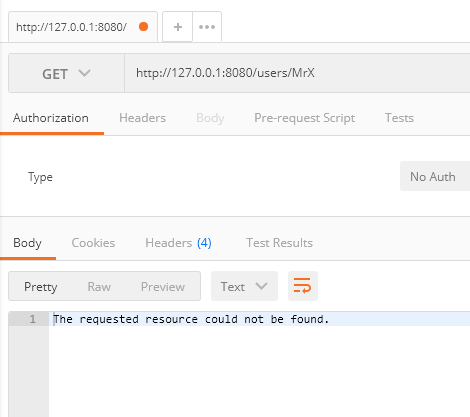 http://127.0.0.1:8080/ + •••
GET http://127.0.0.1:8080/users/MrX
Authorization Headers Body Pre-request Script Tests
Type No Auth
Body Cookies Headers (4) Test Results
Pretty Raw Preview Text
1 The requested resource could not be found.